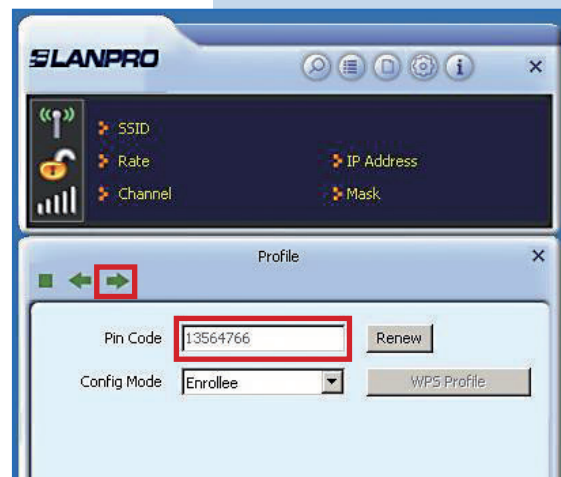 LANPRO
SSID
Rate
IP Address
Channel
Mask
Profile
Pin Code 13564766 Renew
Config Mode Enrollee WPS Profile